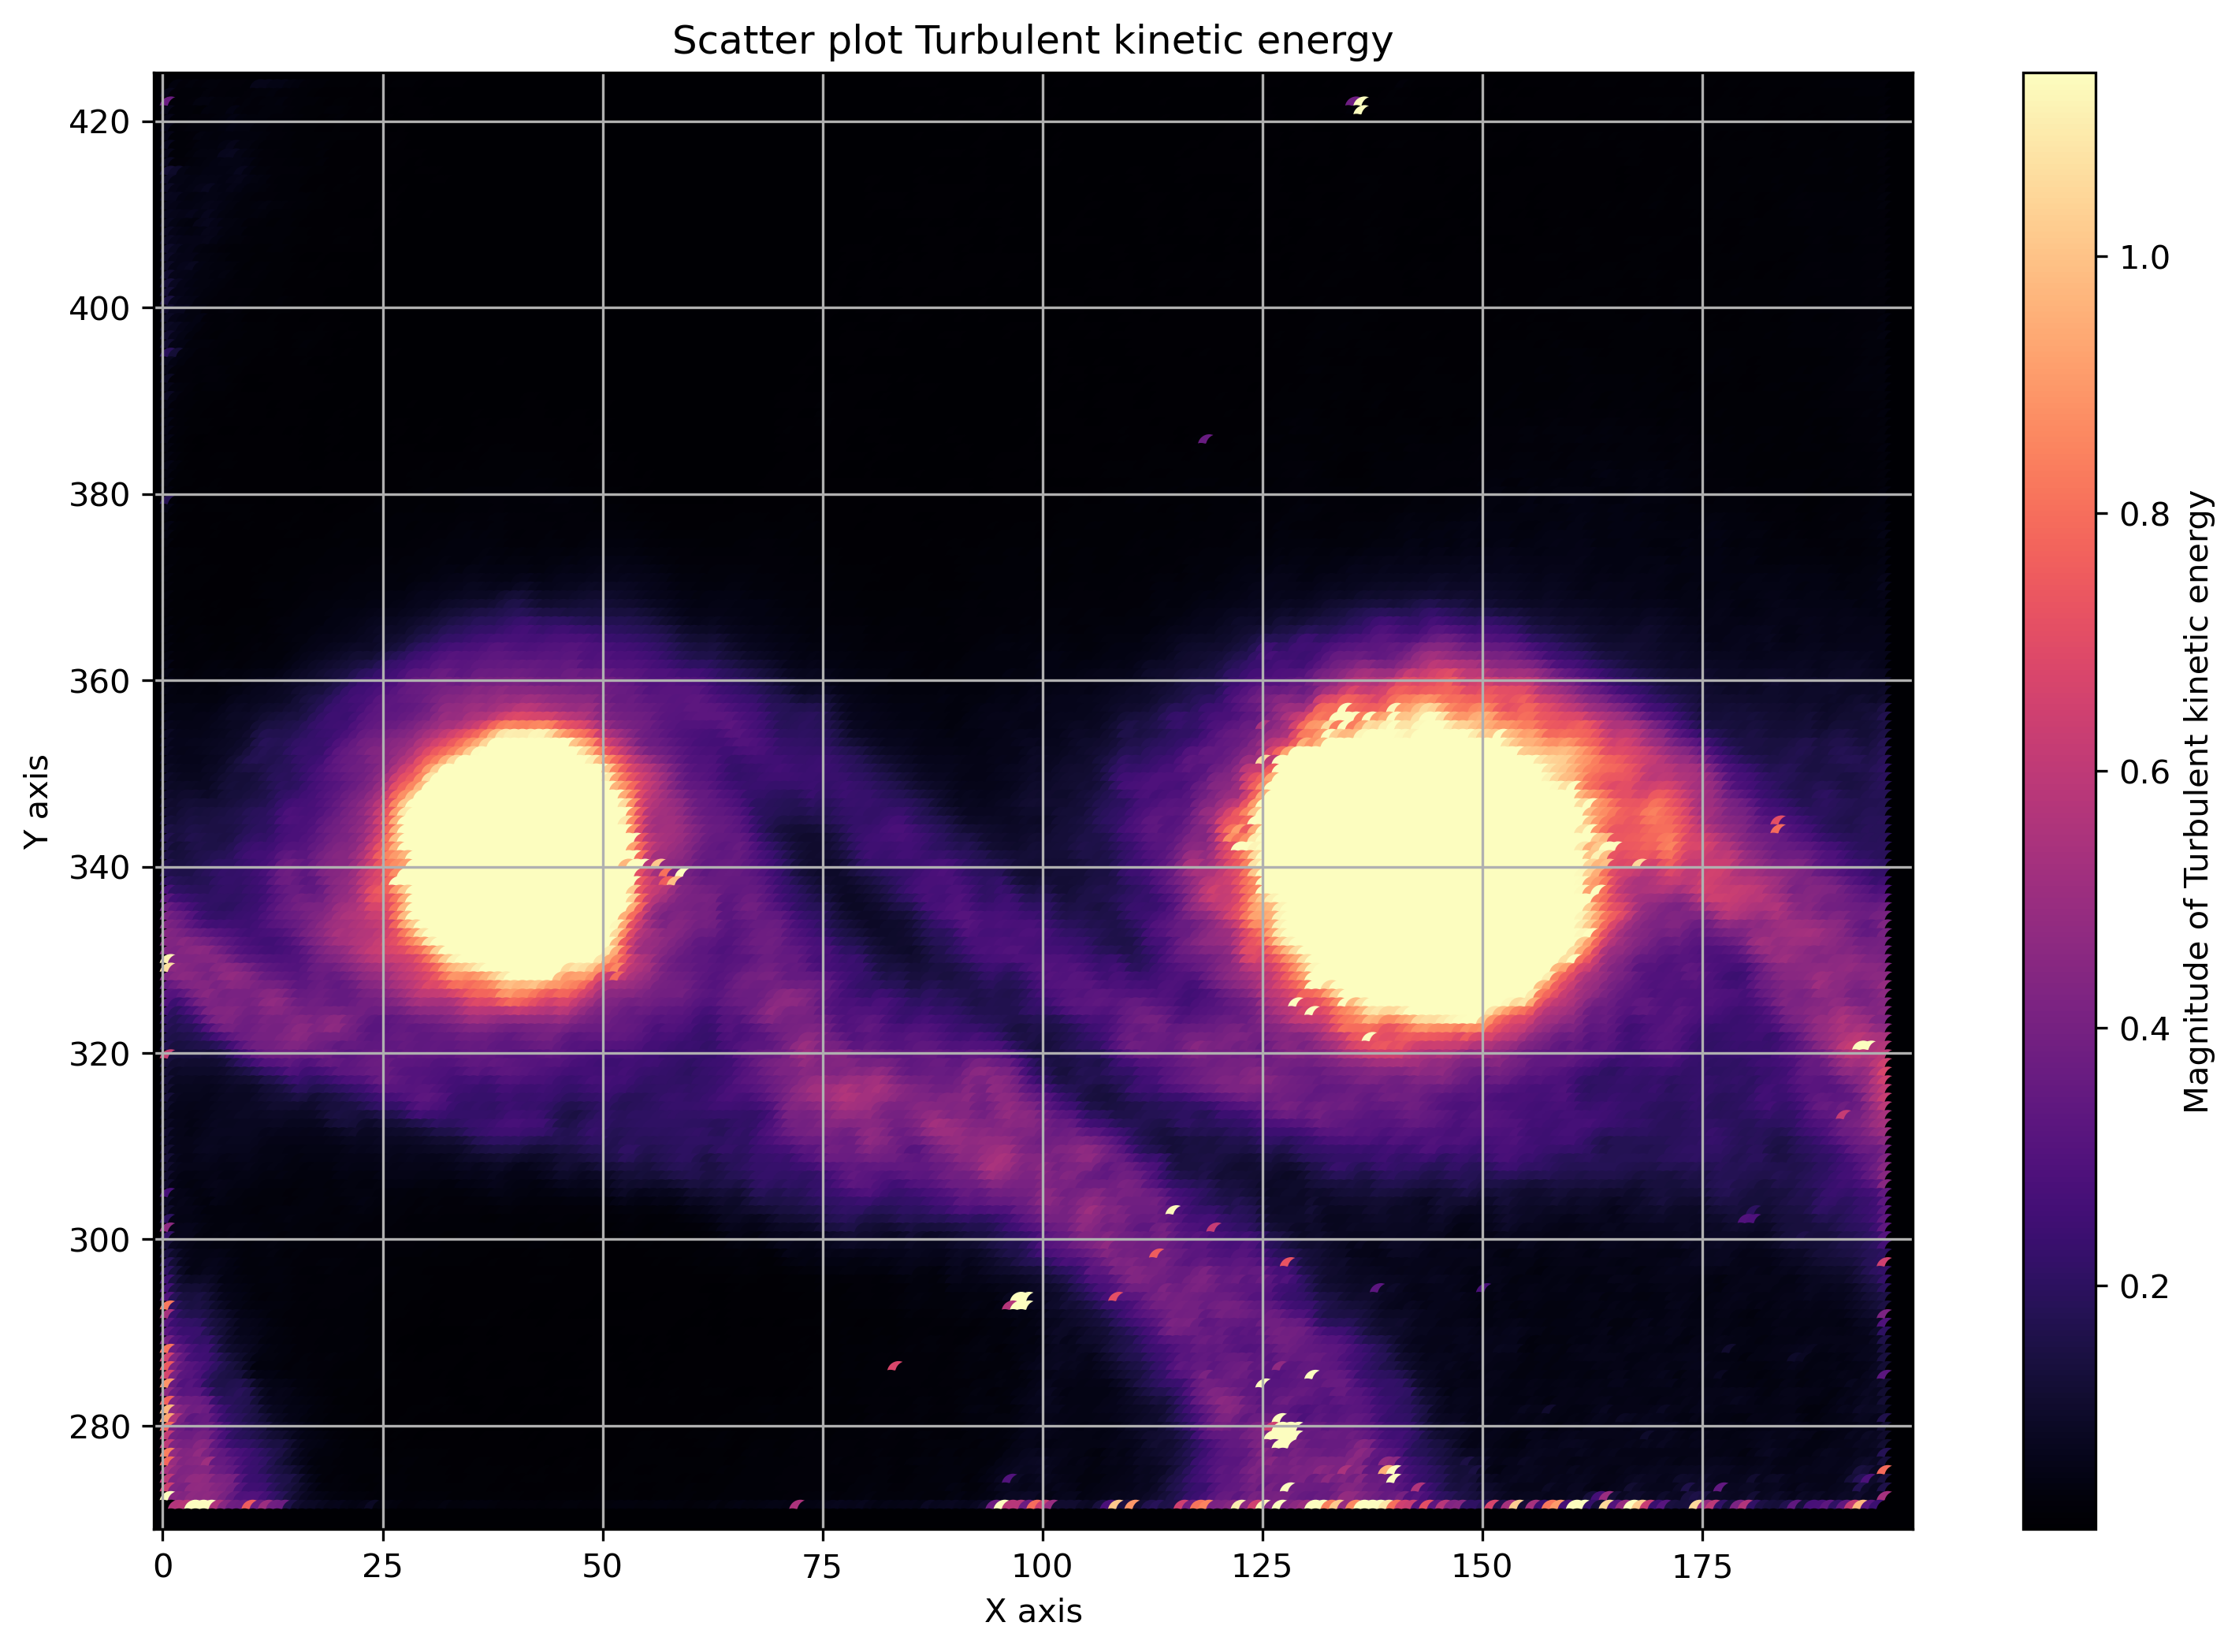 Scatter plot Turbulent kinetic energy
420
400
380
360
340
320
300
280
Y axis
0 25 50 75 100 125 150 175
X axis
1.0
0.8
0.6
0.4
0.2
Magnitude of Turbulent kinetic energy